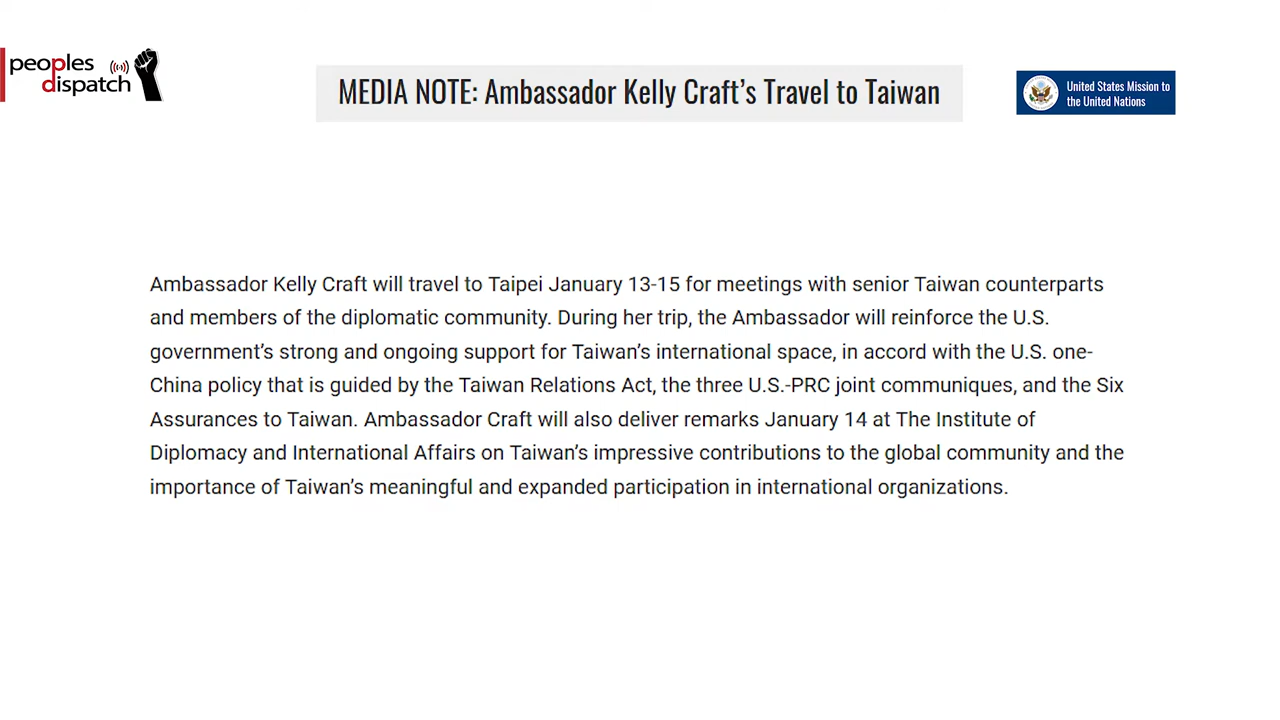 peoples
dispatch
MEDIA NOTE: Ambassador Kelly Craft's Travel to Taiwan
United States Mission to
the United Nations
Ambassador Kelly Craft will travel to Taipei January 13-15 for meetings with senior Taiwan counterparts
and members of the diplomatic community. During her trip, the Ambassador will reinforce the U.S.
government's strong and ongoing support for Taiwan's international space, in accord with the U.S. one-
China policy that is guided by the Taiwan Relations Act, the three U.S.-PRC joint communiques, and the Six
Assurances to Taiwan. Ambassador Craft will also deliver remarks January 14 at The Institute of
Diplomacy and International Affairs on Taiwan's impressive contributions to the global community and the
importance of Taiwan's meaningful and expanded participation in international organizations.